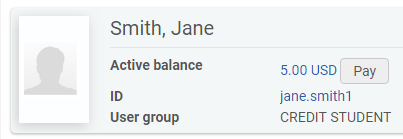 Smith, Jane
Active balance 5.00 USD Pay
ID jane.smith1
User group CREDIT STUDENT